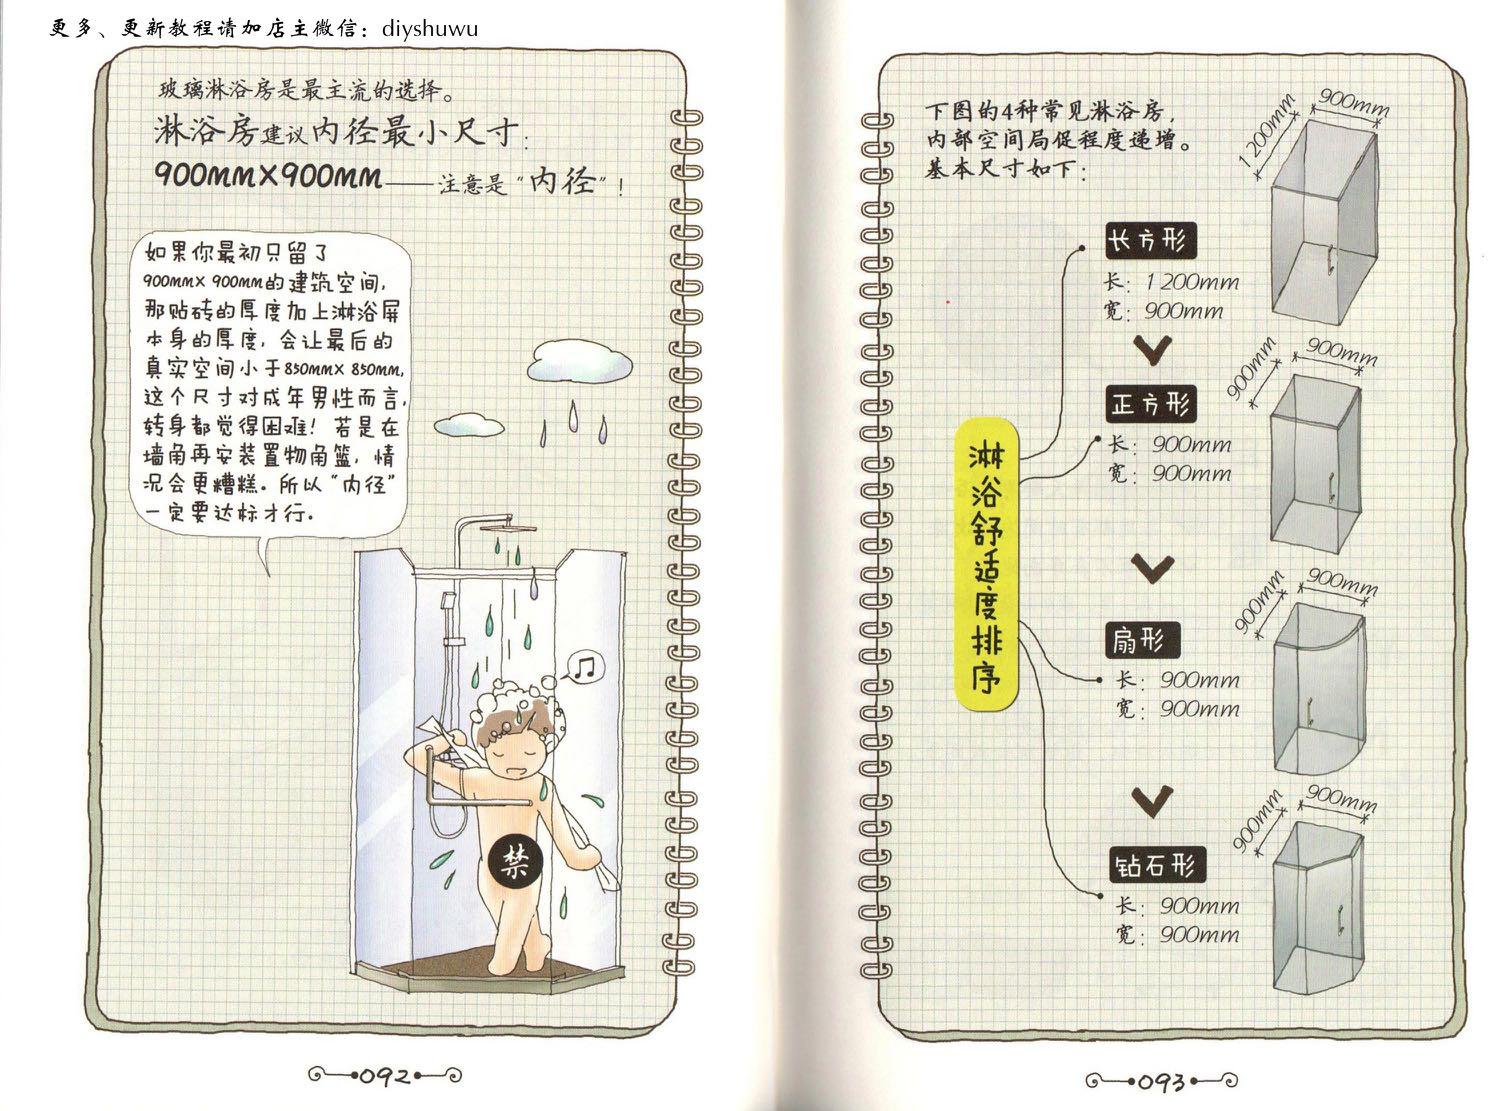 更多、更新教程请加店主微信：diyshuwu
玻璃淋浴房是最主流的选择。
淋浴房建议内径最小尺寸：
900mm×900mm——注意是“内径”！
如果你最初只留了
900mm×900mm的建筑空间，
那贴砖的厚度加上淋浴屏
本身的厚度，会让最后的
真实空间小于850mm×850mm，
这个尺寸对成年男性而言，
转身都觉得困难！若是在
墙角再安装置物角篮，情
况会更糟糕。所以“内径”
一定要达标才行。
禁
092
下图的4种常见淋浴房，
内部空间局促程度递增。
基本尺寸如下：
淋浴舒适度排序
长方形
长：1200mm
宽：900mm
1200mm
900mm
正方形
长：900mm
宽：900mm
900mm
900mm
扇形
长：900mm
宽：900mm
900mm
900mm
钻石形
长：900mm
宽：900mm
900mm
900mm
093